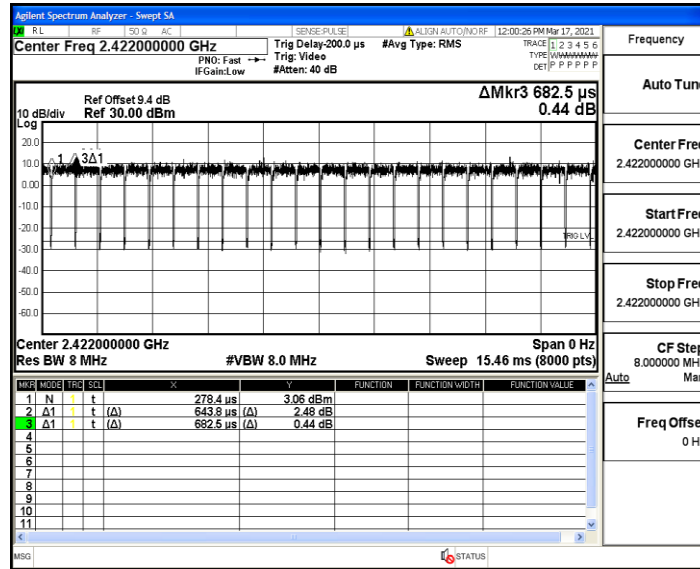 Agilent Spectrum Analyzer - Swept SA
RL RF 50 Ω AC SENSE:PULSE ALIGN AUTO/NO RF 12:00:26 PM Mar 17, 2021
Center Freq 2.422000000 GHz
PNO: Fast
IFGain:Low
Trig Delay-200.0 µs
Trig: Video
#Atten: 40 dB
#Avg Type: RMS
TRACE 1 2 3 4 5 6
TYPE
DET P P P P P P
ΔMkr3 682.5 µs
0.44 dB
Ref Offset 9.4 dB
10 dB/div Ref 30.00 dBm
Log
20.0
10.0
0.00
-10.0
-20.0
-30.0
-40.0
-50.0
-60.0
1
3Δ1
TRIG LVL
Center 2.422000000 GHz Span 0 Hz
Res BW 8 MHz #VBW 8.0 MHz Sweep 15.46 ms (8000 pts)
MKR MODE TRC SCL X Y FUNCTION FUNCTION WIDTH FUNCTION VALUE
1 N 1 t 278.4 µs 3.06 dBm
2 Δ1 1 t (Δ) 643.8 µs (Δ) 2.48 dB
3 Δ1 1 t (Δ) 682.5 µs (Δ) 0.44 dB
4
5
6
7
8
9
10
11
MSG STATUS
Frequency
Auto Tun
Center Fre
2.422000000 GH
Start Fre
2.422000000 GH
Stop Fre
2.422000000 GH
CF Ste
8.000000 MH
Auto Ma
Freq Offse
0 H